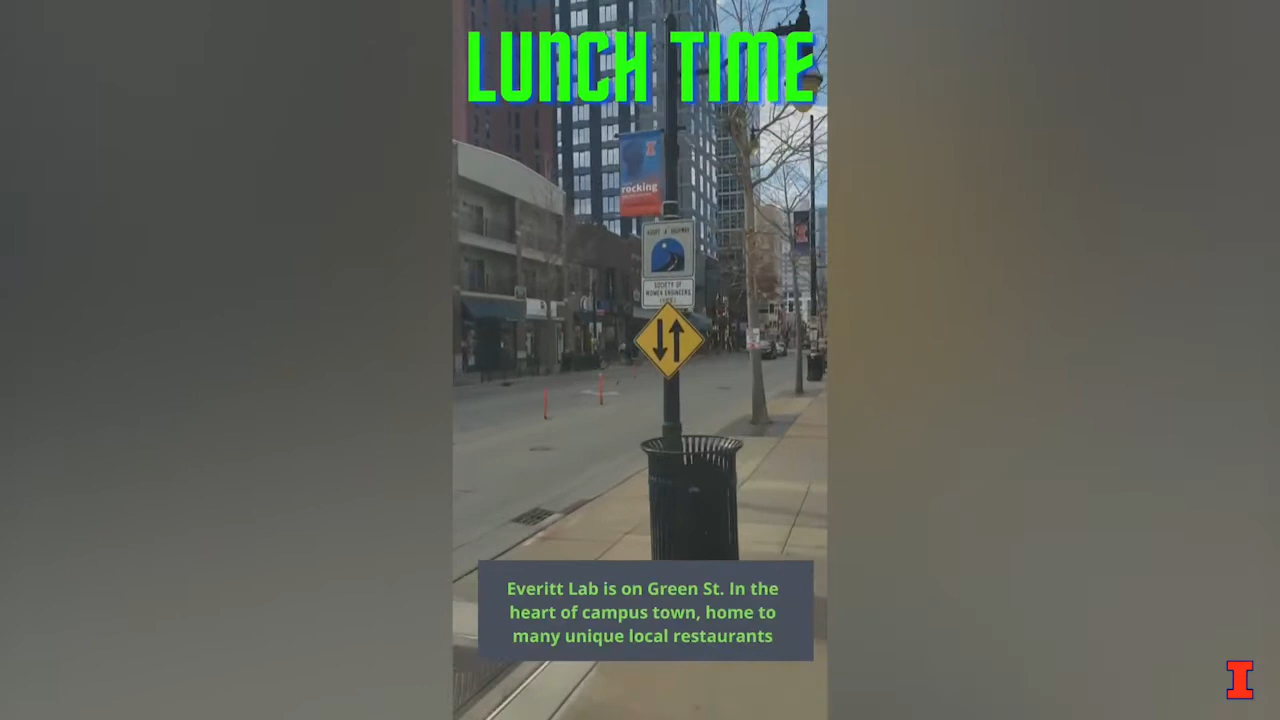 LUNCH TIME
rocking
ADOPT A HIGHWAY
SOCIETY OF
WOMEN ENGINEERS
(SWE)
Everitt Lab is on Green St. In the
heart of campus town, home to
many unique local restaurants
I